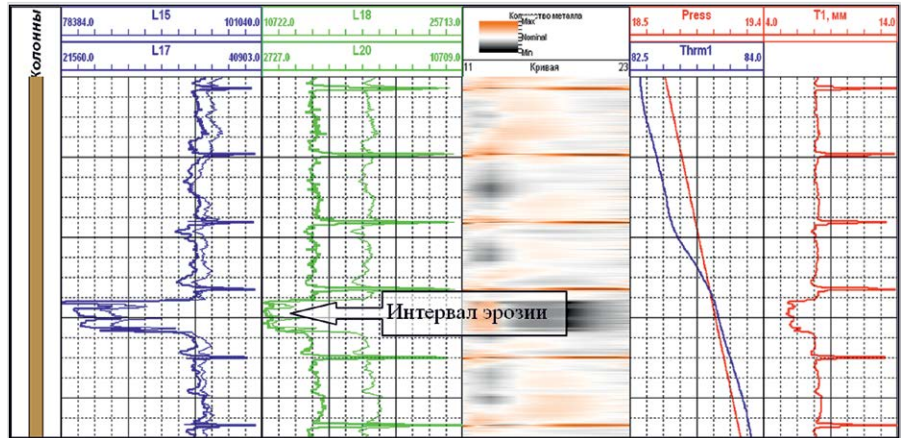 Колонны
L15
78384.0 101040.0
L17
21560.0 40903.0
L18
10722.0 25713.0
L20
2727.0 10709.0
Количество металла
Max
Nominal
Min
11 Кривая 23
Press
18.5 19.4
Thrm1
82.5 84.0
T1, мм
4.0 14.0
Интервал эрозии